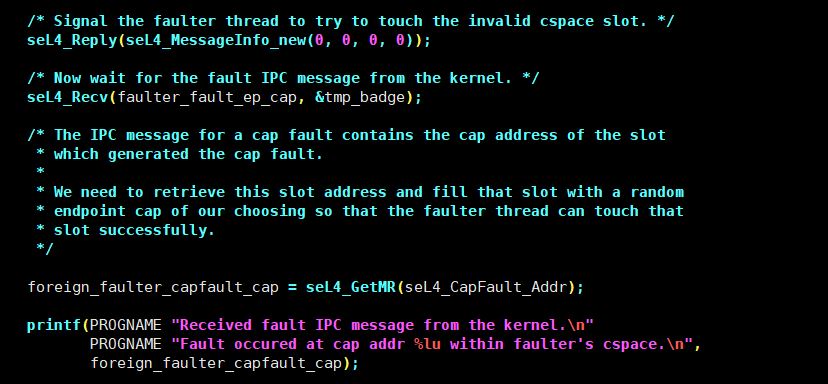 /* Signal the faulter thread to try to touch the invalid cspace slot. */
seL4_Reply(seL4_MessageInfo_new(0, 0, 0, 0));
/* Now wait for the fault IPC message from the kernel. */
seL4_Recv(faulter_fault_ep_cap, &tmp_badge);
/* The IPC message for a cap fault contains the cap address of the slot
* which generated the cap fault.
*
* We need to retrieve this slot address and fill that slot with a random
* endpoint cap of our choosing so that the faulter thread can touch that
* slot successfully.
*/
foreign_faulter_capfault_cap = seL4_GetMR(seL4_CapFault_Addr);
printf(PROGNAME "Received fault IPC message from the kernel.\n"
PROGNAME "Fault occured at cap addr %lu within faulter's cspace.\n",
foreign_faulter_capfault_cap);